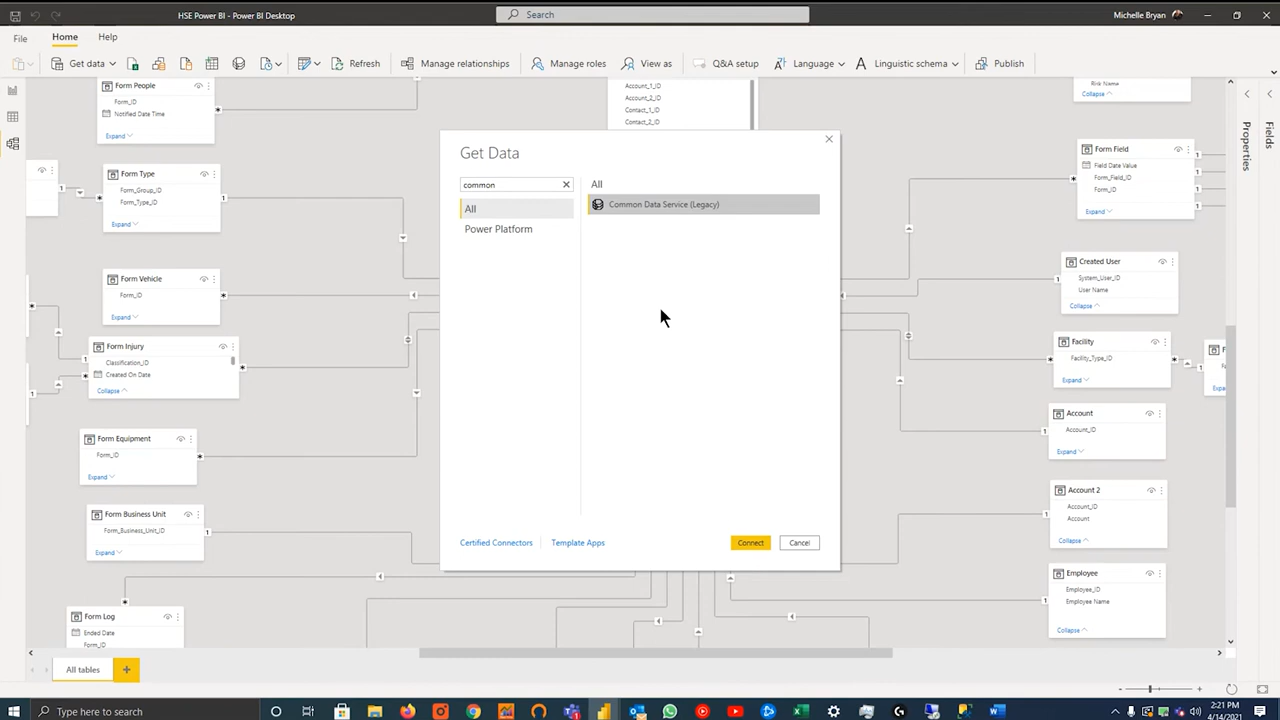 HSE Power BI - Power BI Desktop
Search
Michelle Bryan
File
Home
Help
Get data
Refresh
Manage relationships
Manage roles
View as
Q&A setup
Language
Linguistic schema
Publish
Form People
Form_ID
Notified Date Time
Expand
Form Type
Form_Group_ID
Form_Type_ID
Expand
Form Vehicle
Form_ID
Expand
Form Injury
Classification_ID
Created On Date
Collapse
Form Equipment
Form_ID
Expand
Form Business Unit
Form_Business_Unit_ID
Expand
Form Log
Ended Date
Form_ID
Account_1_ID
Account_2_ID
Contact_1_ID
Contact_2_ID
Get Data
common
All
Power Platform
All
Common Data Service (Legacy)
Certified Connectors
Template Apps
Connect
Cancel
Collapse
Form Field
Field Date Value
Form_Field_ID
Form_ID
Expand
Created User
System_User_ID
User Name
Collapse
Facility
Facility_Type_ID
Expand
Account
Account_ID
Expand
Account 2
Account_ID
Account
Collapse
Employee
Employee_ID
Employee Name
Collapse
Properties
Fields
All tables
Type here to search
2:21 PM
4/14/2021